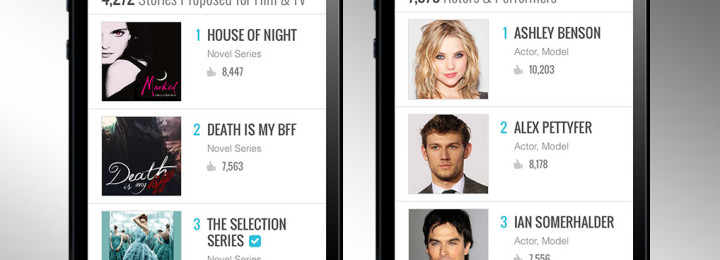 4,272 Stories Proposed for Film & TV
1 HOUSE OF NIGHT
Novel Series
8,447
Marked
2 DEATH IS MY BFF
Novel Series
7,563
Death
is my BFF
3 THE SELECTION
SERIES
Novel Series
Actors & Performers
1 ASHLEY BENSON
Actor, Model
10,203
2 ALEX PETTYFER
Actor, Model
8,178
3 IAN SOMERHALDER
Actor, Model
7,556